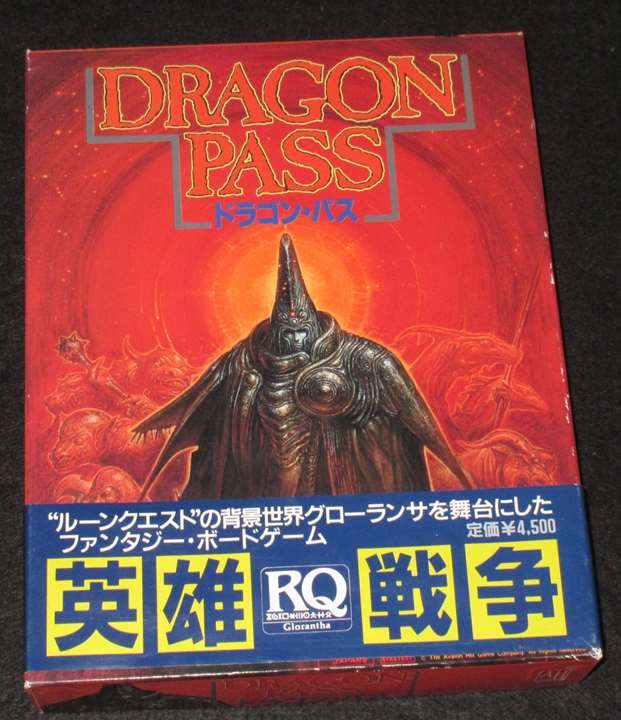 DRAGON
PASS
ドラゴン・パス
“ルーンクエスト”の背景世界グローランサを舞台にした
ファンタジー・ボードゲーム
定価¥4,500
英雄
RQ
Glorantha
戦争
DRAGON
PASS